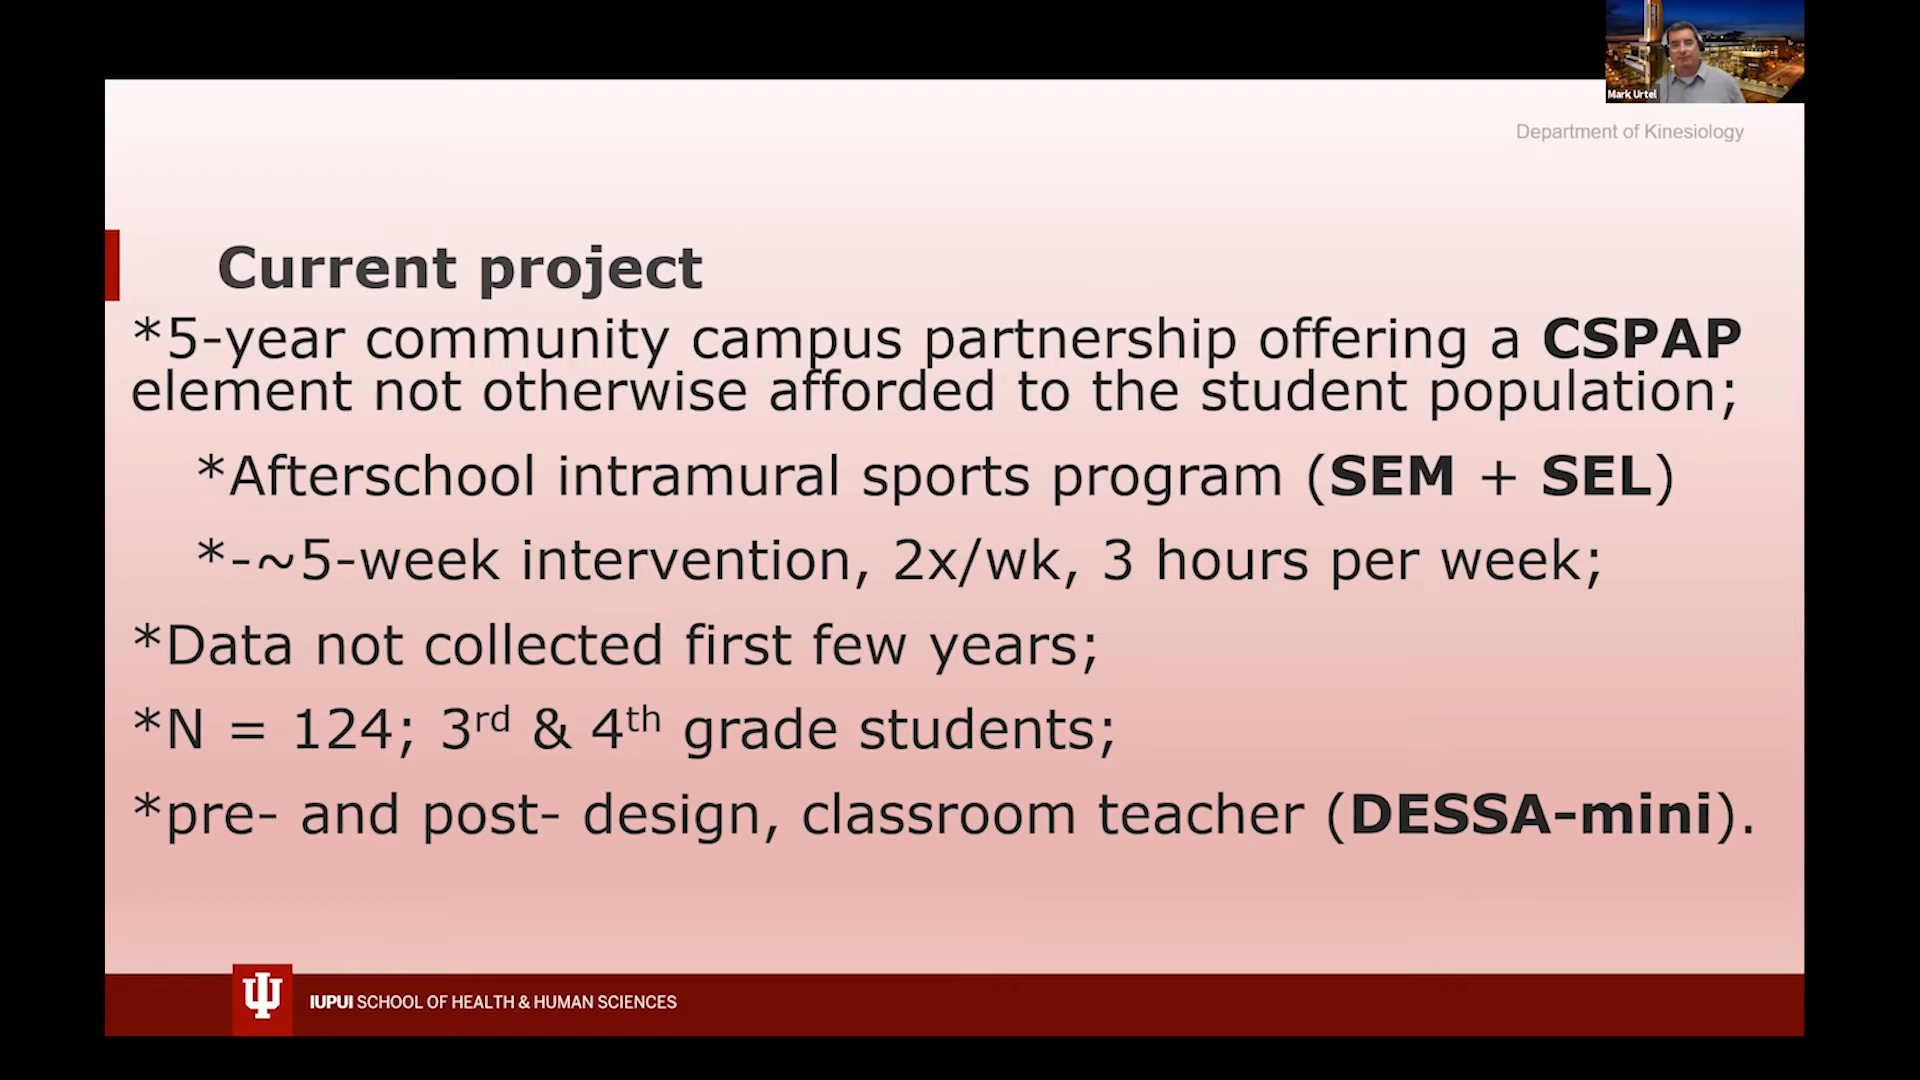 Mark Urtel
Department of Kinesiology
Current project
*5-year community campus partnership offering a CSPAP
element not otherwise afforded to the student population;
*Afterschool intramural sports program (SEM + SEL)
*-~5-week intervention, 2x/wk, 3 hours per week;
*Data not collected first few years;
*N = 124; 3rd & 4th grade students;
*pre- and post- design, classroom teacher (DESSA-mini).
IUPUI SCHOOL OF HEALTH & HUMAN SCIENCES